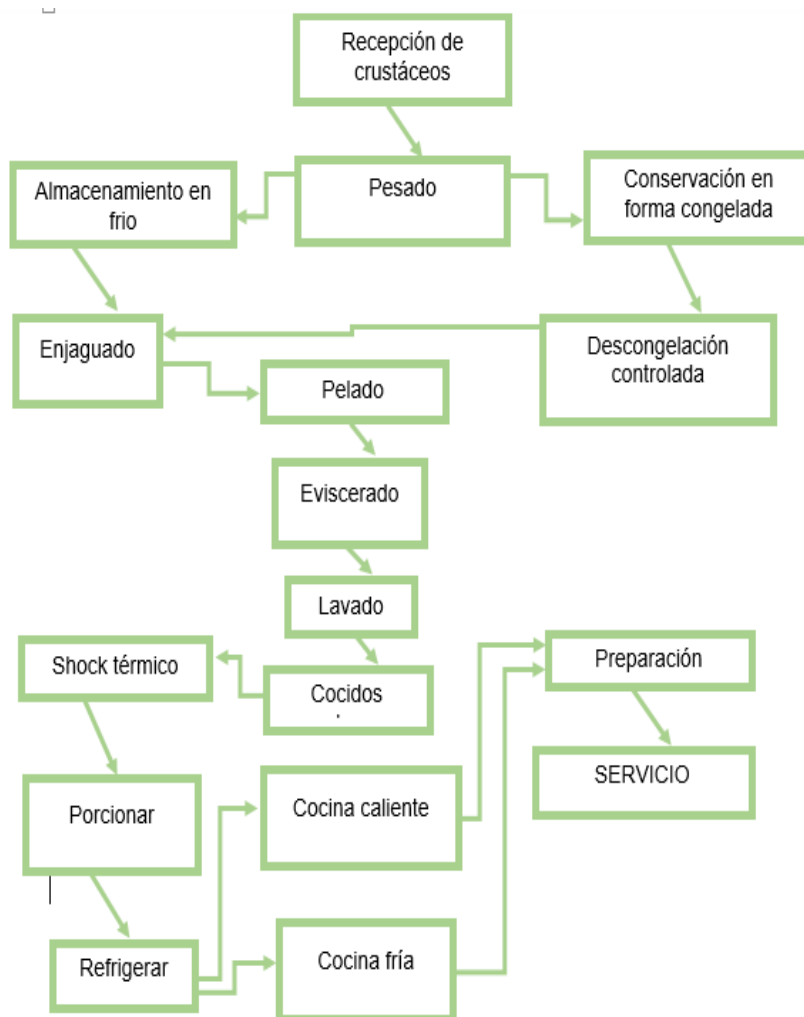 Recepción de
crustáceos
Pesado
Almacenamiento en
frio
Conservación en
forma congelada
Enjaguado
Descongelación
controlada
Pelado
Eviscerado
Lavado
Cocidos
Shock térmico
Porcionar
Refrigerar
Cocina caliente
Cocina fría
Preparación
SERVICIO